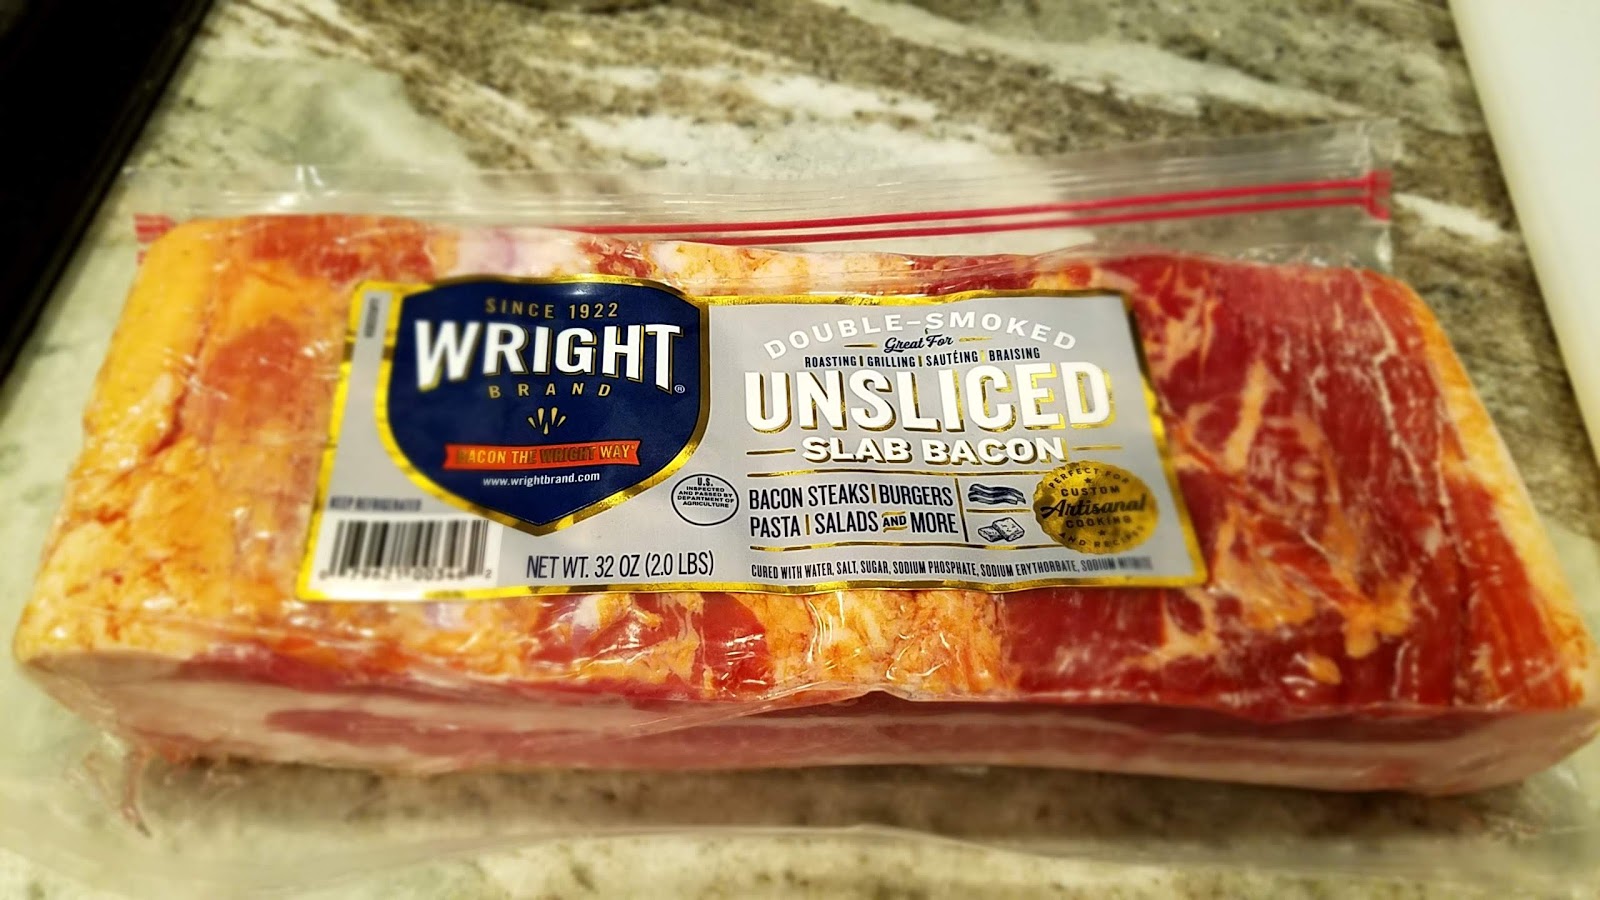 SINCE 1922
WRIGHT®
BRAND
BACON THE WRIGHT WAY
www.wrightbrand.com
KEEP REFRIGERATED
NET WT. 32 OZ (2.0 LBS)
U.S.
INSPECTED
AND PASSED BY
DEPARTMENT OF
AGRICULTURE
DOUBLE-SMOKED
Great For
ROASTING | GRILLING | SAUTÉING | BRAISING
UNSLICED
SLAB BACON
BACON STEAKS | BURGERS
PASTA | SALADS AND MORE
PERFECT FOR
CUSTOM
Artisanal
COOKING
AND RECIPES
CURED WITH WATER, SALT, SUGAR, SODIUM PHOSPHATE, SODIUM ERYTHORBATE, SODIUM NITRITE